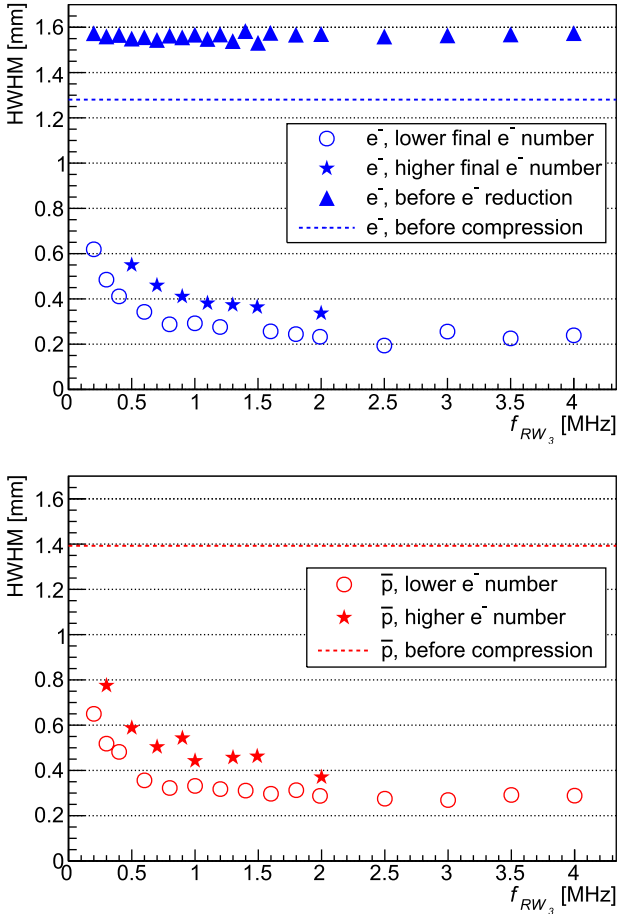 HWHM [mm]
1.6
1.4
1.2
1
0.8
0.6
0.4
0.2
0
e⁻, lower final e⁻ number
e⁻, higher final e⁻ number
e⁻, before e⁻ reduction
e⁻, before compression
0 0.5 1 1.5 2 2.5 3 3.5 4
f_RW₃ [MHz]
HWHM [mm]
1.6
1.4
1.2
1
0.8
0.6
0.4
0.2
0
p̅, lower e⁻ number
p̅, higher e⁻ number
p̅, before compression
0 0.5 1 1.5 2 2.5 3 3.5 4
f_RW₃ [MHz]